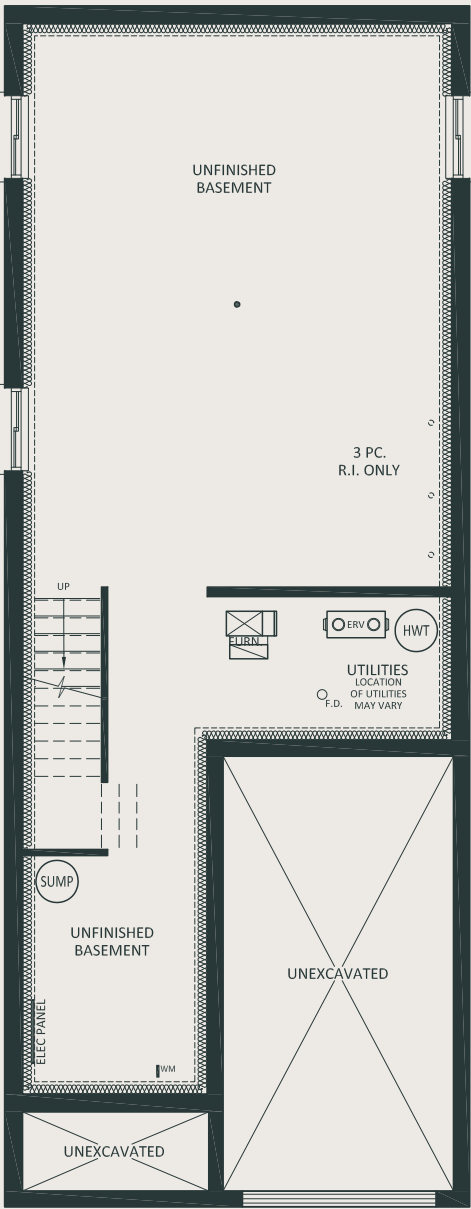 UNFINISHED
BASEMENT
3 PC.
R.I. ONLY
UP
FURN.
ERV
HWT
UTILITIES
LOCATION
OF UTILITIES
MAY VARY
F.D.
SUMP
UNFINISHED
BASEMENT
UNEXCAVATED
ELEC PANEL
WM
UNEXCAVATED